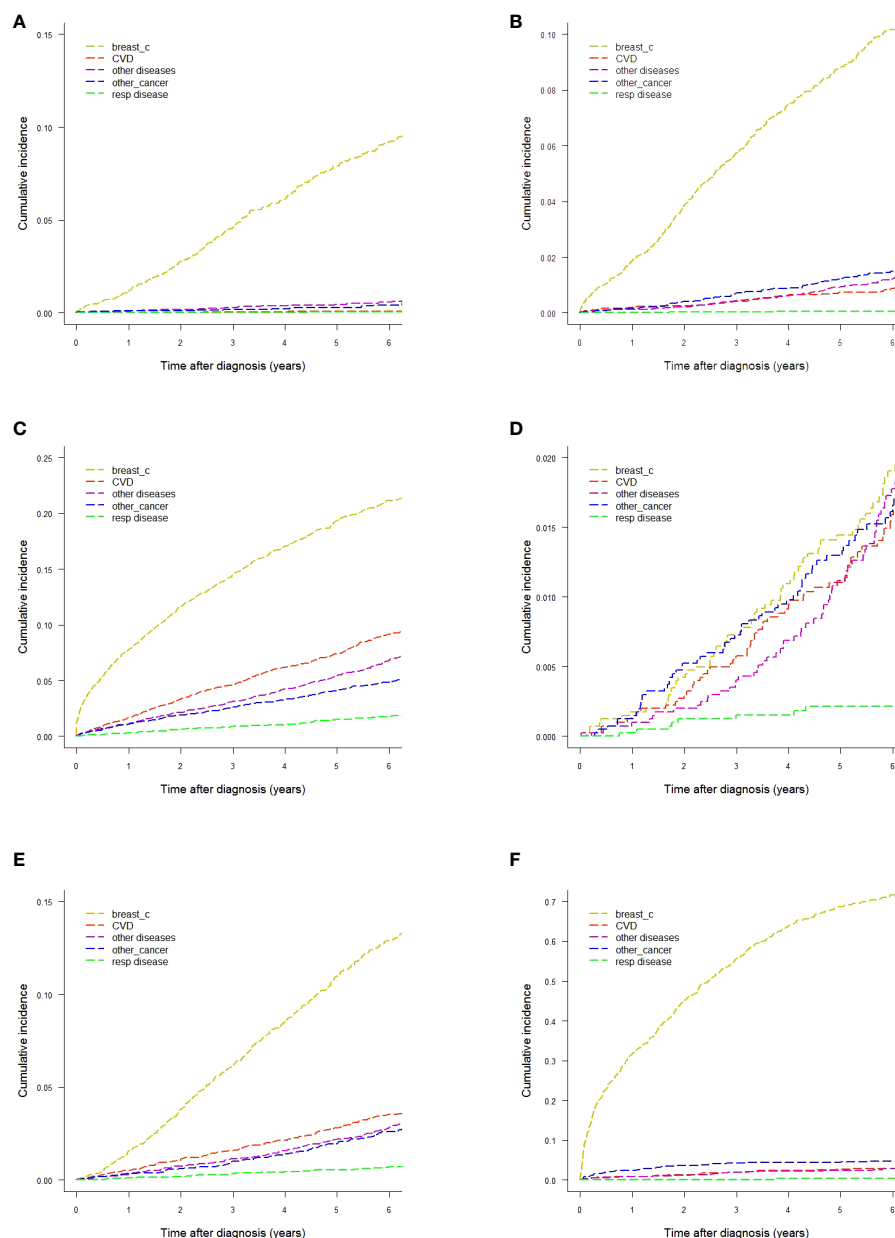 A
0.15
0.10
0.05
0.00
Cumulative incidence
breast_c
CVD
other diseases
other_cancer
resp disease
0 1 2 3 4 5 6
Time after diagnosis (years)
B
0.10
0.08
0.06
0.04
0.02
0.00
Cumulative incidence
breast_c
CVD
other diseases
other_cancer
resp disease
0 1 2 3 4 5 6
Time after diagnosis (years)
C
0.25
0.20
0.15
0.10
0.05
0.00
Cumulative incidence
breast_c
CVD
other diseases
other_cancer
resp disease
0 1 2 3 4 5 6
Time after diagnosis (years)
D
0.020
0.015
0.010
0.005
0.000
Cumulative incidence
breast_c
CVD
other diseases
other_cancer
resp disease
0 1 2 3 4 5 6
Time after diagnosis (years)
E
0.15
0.10
0.05
0.00
Cumulative incidence
breast_c
CVD
other diseases
other_cancer
resp disease
0 1 2 3 4 5 6
Time after diagnosis (years)
F
0.7
0.6
0.5
0.4
0.3
0.2
0.1
0.0
Cumulative incidence
breast_c
CVD
other diseases
other_cancer
resp disease
0 1 2 3 4 5 6
Time after diagnosis (years)